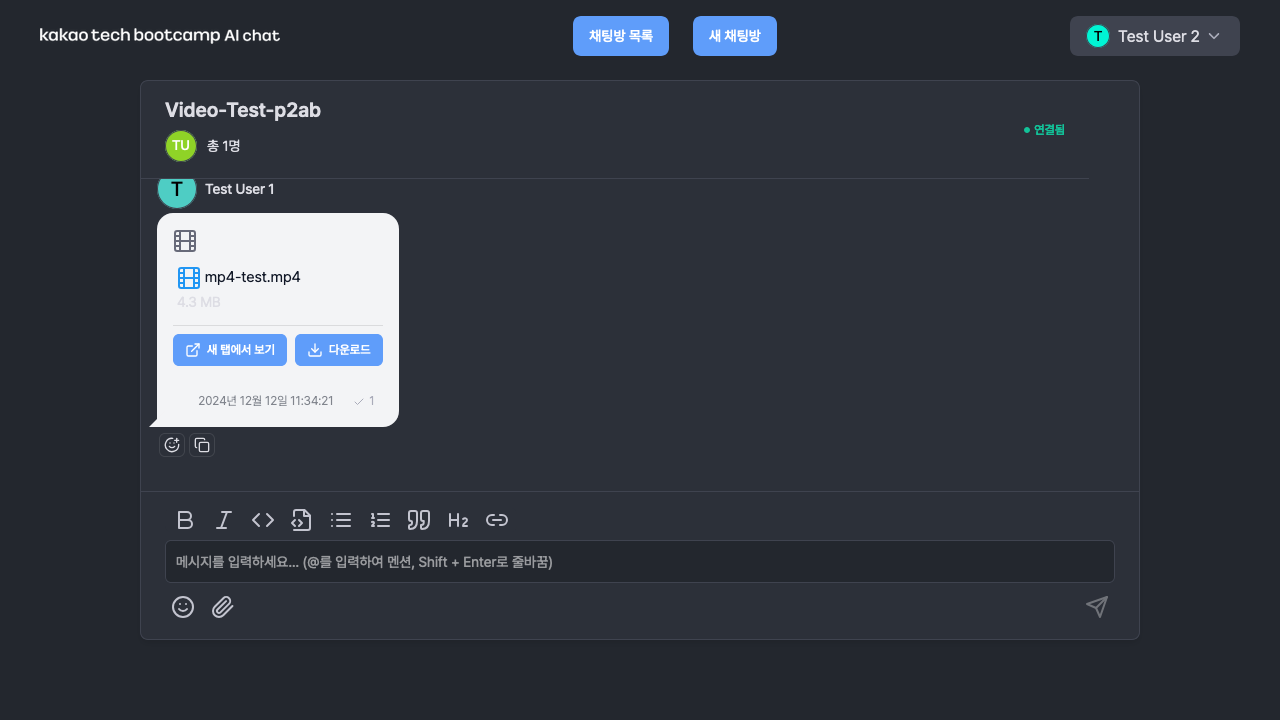 kakao tech bootcamp AI chat
채팅방 목록
새 채팅방
T
Test User 2
Video-Test-p2ab
TU
총 1명
연결됨
T
Test User 1
mp4-test.mp4
4.3 MB
새 탭에서 보기
다운로드
2024년 12월 12일 11:34:21
1
H2
메시지를 입력하세요... (@를 입력하여 멘션, Shift + Enter로 줄바꿈)